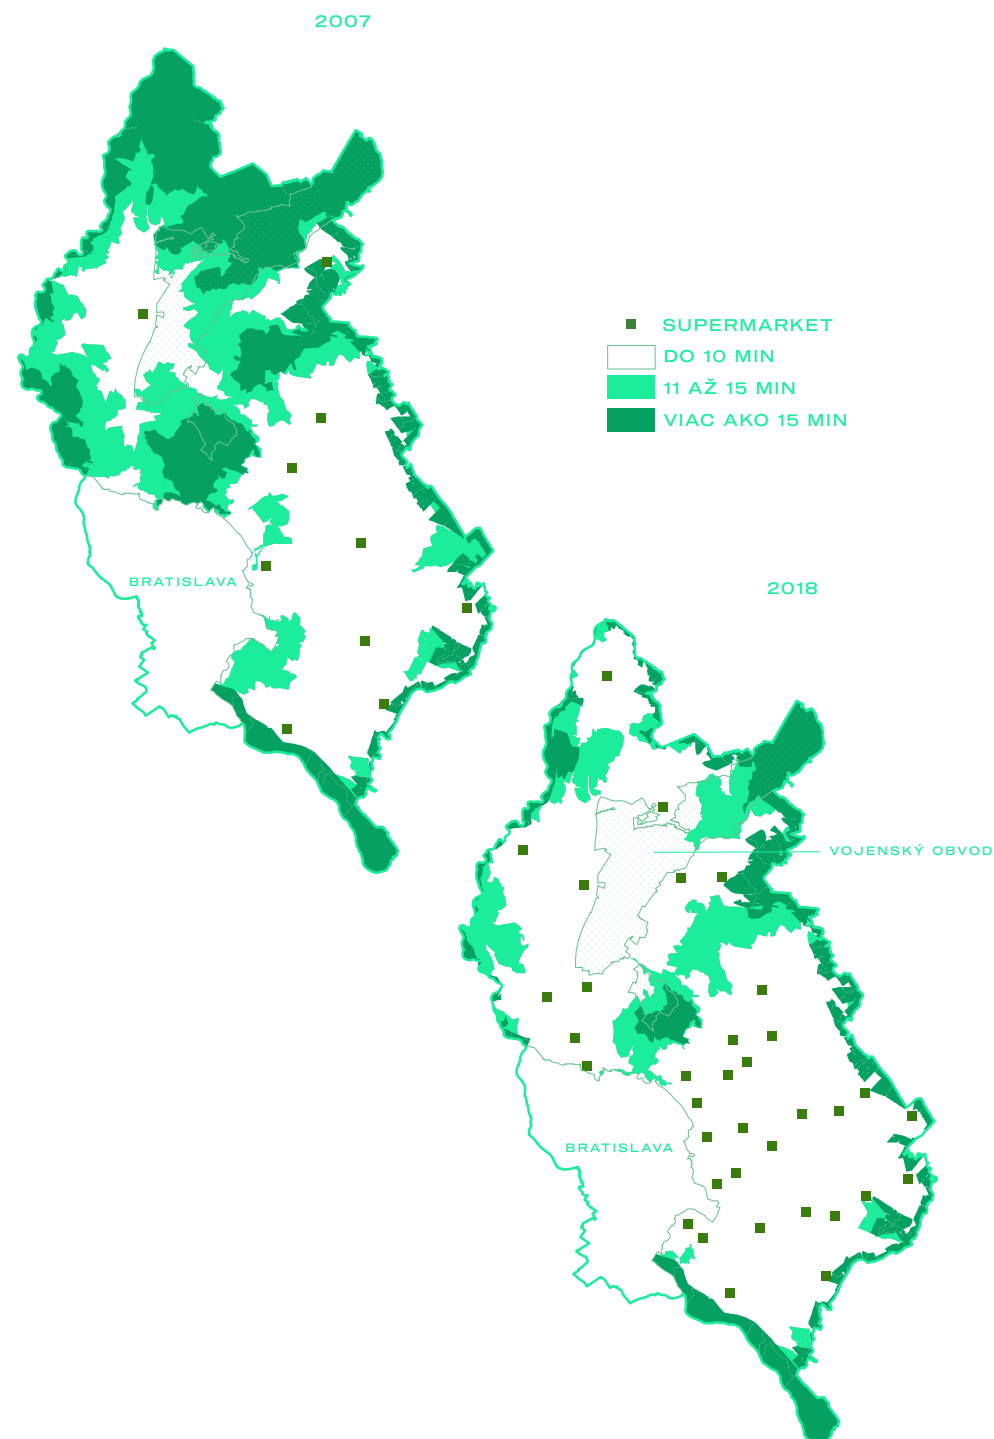 2007
SUPERMARKET
DO 10 MIN
11 AŽ 15 MIN
VIAC AKO 15 MIN
BRATISLAVA
2018
VOJENSKÝ OBVOD
BRATISLAVA